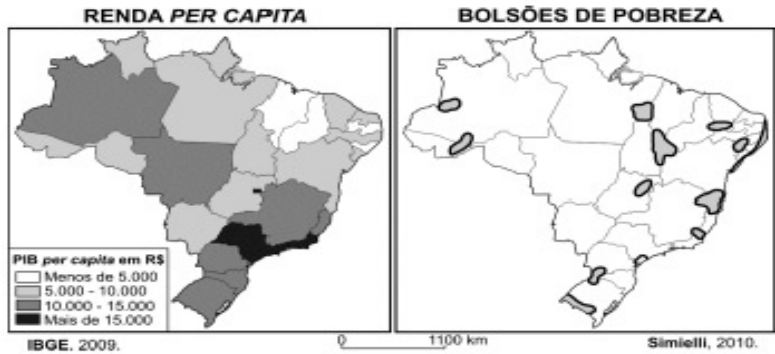 RENDA PER CAPITA
BOLSÕES DE POBREZA
PIB per capita em R$
Menos de 5.000
5.000 - 10.000
10.000 - 15.000
Mais de 15.000
IBGE, 2009.
0 1100 km
Simielli, 2010.